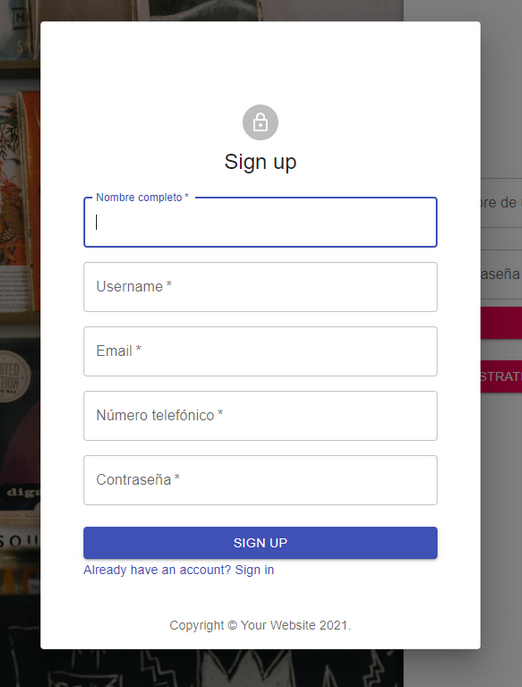 Sign up
Nombre completo *
Username *
Email *
Número telefónico *
Contraseña *
SIGN UP
Already have an account? Sign in
Copyright © Your Website 2021.